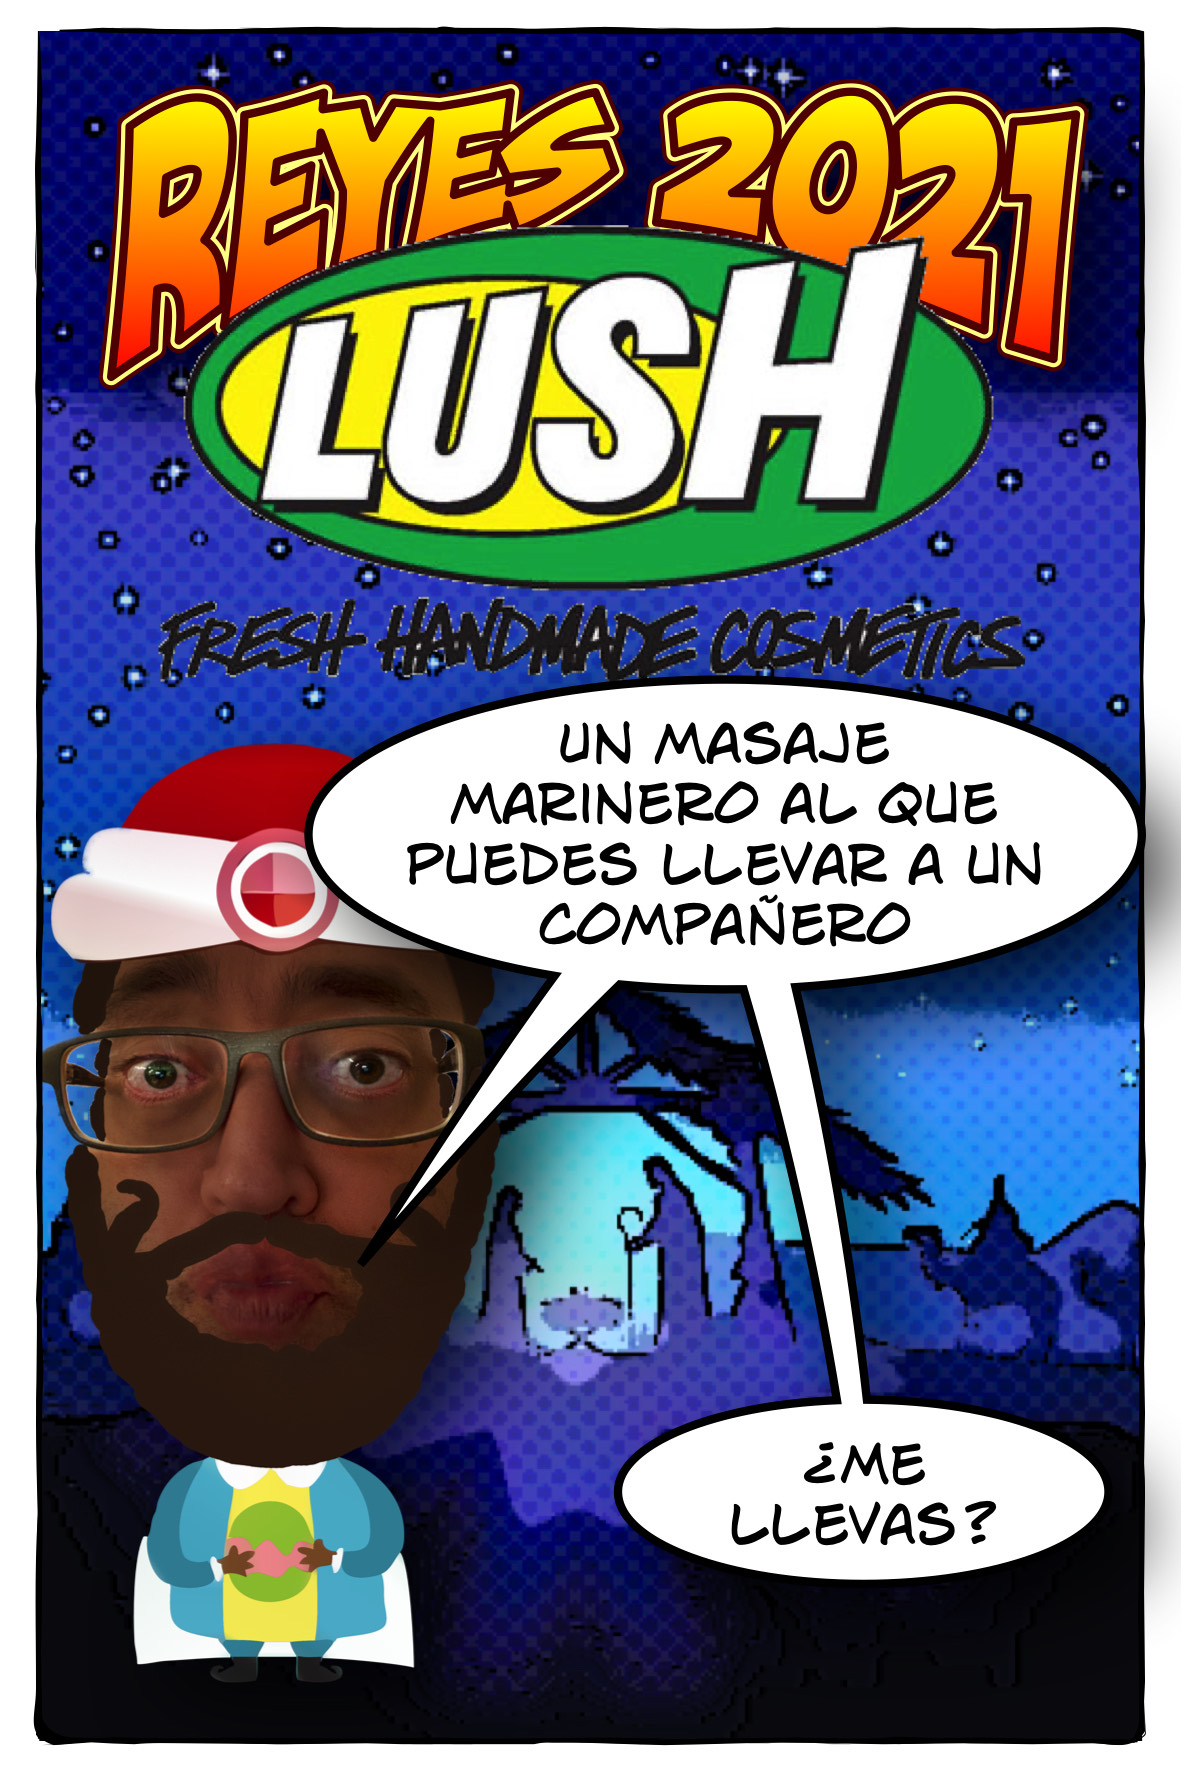 REYES 2021
LUSH
FRESH HANDMADE COSMETICS
UN MASAJE
MARINERO AL QUE
PUEDES LLEVAR A UN
COMPAÑERO
¿ME
LLEVAS?